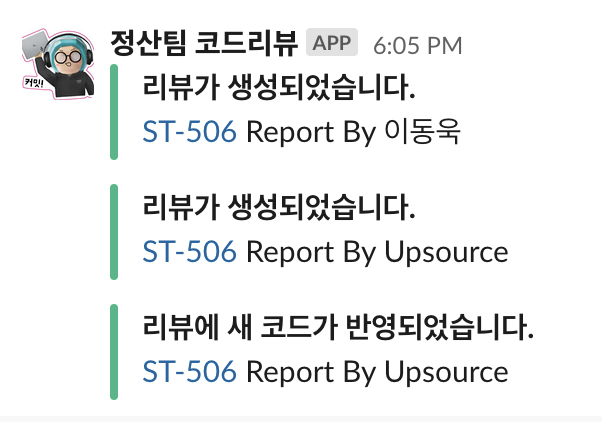 정산팀 코드리뷰 APP 6:05 PM
커밋!
리뷰가 생성되었습니다.
ST-506 Report By 이동욱
리뷰가 생성되었습니다.
ST-506 Report By Upsource
리뷰에 새 코드가 반영되었습니다.
ST-506 Report By Upsource